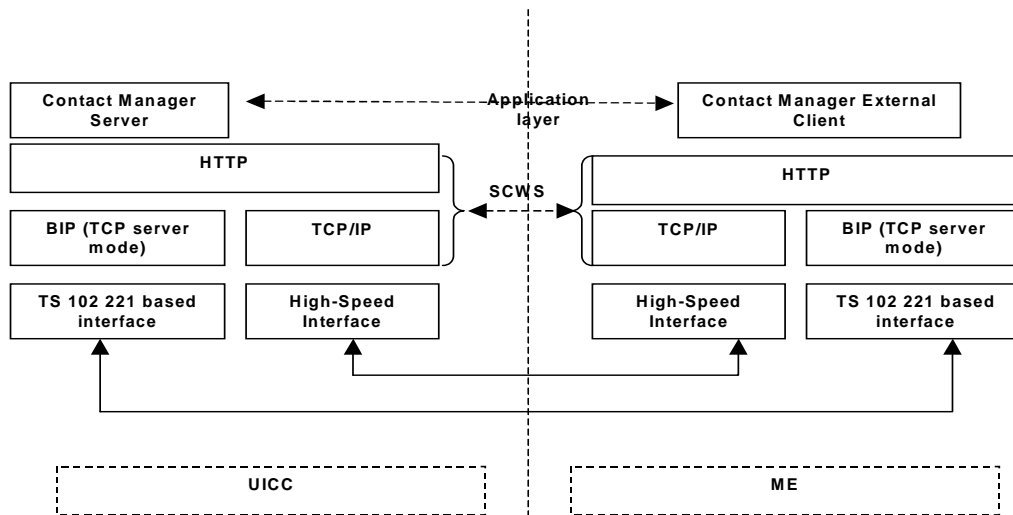 Contact Manager
Server
Application
layer
Contact Manager External
Client
HTTP
SCWS
HTTP
BIP (TCP server
mode)
TCP/IP
TCP/IP
BIP (TCP server
mode)
TS 102 221 based
interface
High-Speed
Interface
High-Speed
Interface
TS 102 221 based
interface
UICC
ME